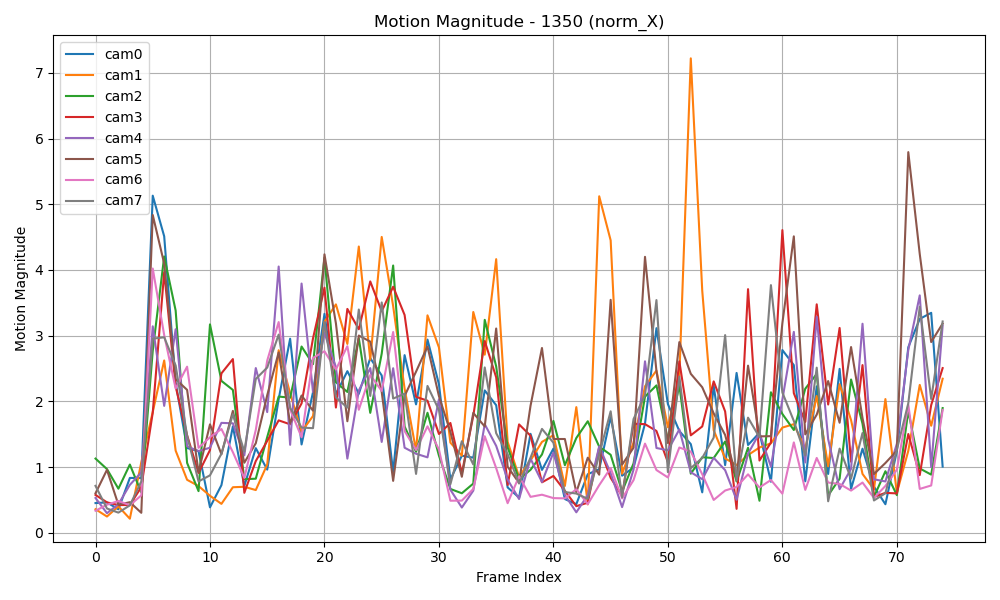 Motion Magnitude - 1350 (norm_X)
cam0
cam1
cam2
cam3
cam4
cam5
cam6
cam7
Motion Magnitude
7
6
5
4
3
2
1
0
0 10 20 30 40 50 60 70
Frame Index